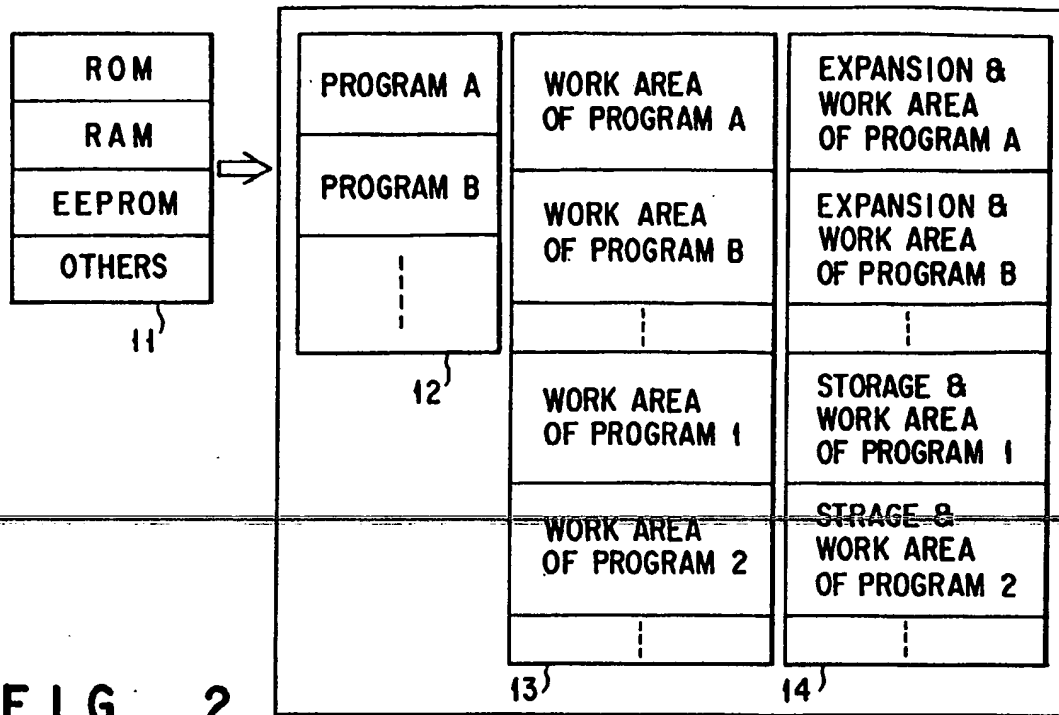 ROM
RAM
EEPROM
OTHERS
11
PROGRAM A
PROGRAM B
12
WORK AREA
OF PROGRAM A
WORK AREA
OF PROGRAM B
WORK AREA
OF PROGRAM 1
WORK AREA
OF PROGRAM 2
13
EXPANSION &
WORK AREA
OF PROGRAM A
EXPANSION &
WORK AREA
OF PROGRAM B
STORAGE &
WORK AREA
OF PROGRAM 1
STRAGE &
WORK AREA
OF PROGRAM 2
14
FIG. 2